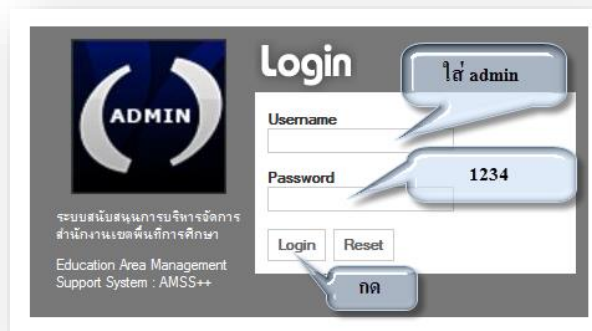 ADMIN
Login
ใส่ admin
Username
Password
1234
ระบบสนับสนุนการบริหารจัดการ
สำนักงานเขตพื้นที่การศึกษา
Education Area Management
Support System : AMSS++
Login
Reset
กด